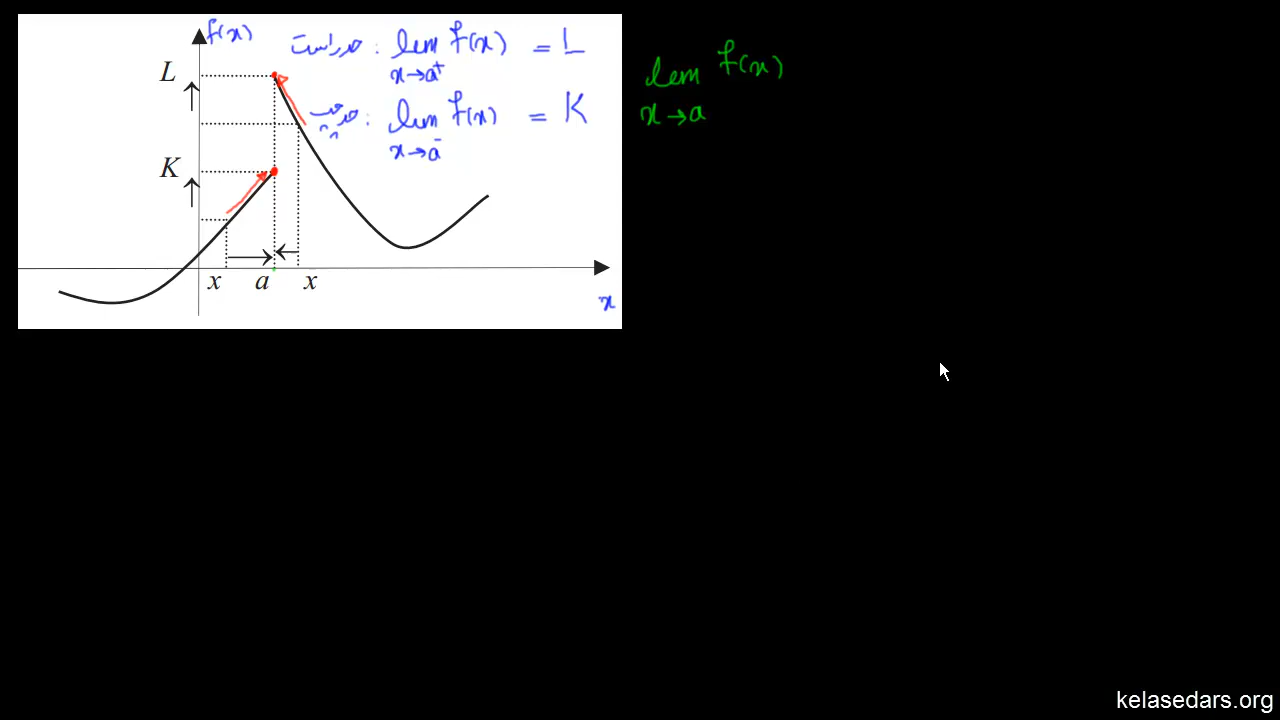 f(x)
حد راست : lim f(x) = L
x→a⁺
حد چپ : lim f(x) = K
x→a⁻
lim f(x)
x→a
L
K
x a x
x
kelasedars.org